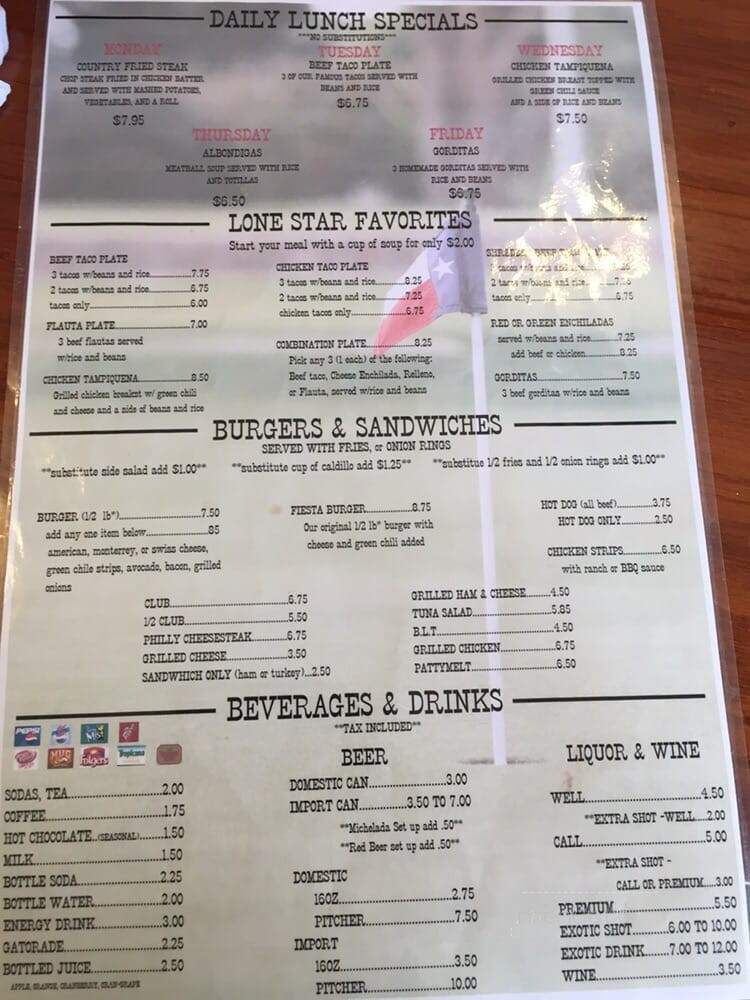 DAILY LUNCH SPECIALS
***NO SUBSTITUTIONS***
MONDAY
COUNTRY FRIED STEAK
CHOP STEAK FRIED IN CHICKEN BATTER
AND SERVED WITH MASHED POTATOES,
VEGETABLES, AND A ROLL
$7.95
TUESDAY
BEEF TACO PLATE
3 OF OUR FAMOUS TACOS SERVED WITH
BEANS AND RICE
$6.75
WEDNESDAY
CHICKEN TAMPIQUENA
GRILLED CHICKEN BREAST TOPPED WITH
GREEN CHILI SAUCE
AND A SIDE OF RICE AND BEANS
$7.50
THURSDAY
ALBONDIGAS
MEATBALL SOUP SERVED WITH RICE
AND TOTILLAS
$6.50
FRIDAY
GORDITAS
3 HOMEMADE GORDITAS SERVED WITH
RICE AND BEANS
$6.75
LONE STAR FAVORITES
Start your meal with a cup of soup for only $2.00
BEEF TACO PLATE
3 tacos w/beans and rice.......7.75
2 tacos w/beans and rice.......6.75
tacos only.......6.00
FLAUTA PLATE.......7.00
3 beef flautas served
w/rice and beans
CHICKEN TAMPIQUENA.......8.50
Grilled chicken breakst w/ green chili
and cheese and a side of beans and rice
CHICKEN TACO PLATE
3 tacos w/beans and rice.......8.25
2 tacos w/beans and rice.......7.25
chicken tacos only.......6.75
COMBINATION PLATE.......8.25
Pick any 3 (1 each) of the following:
Beef taco, Cheese Enchilada, Relleno,
or Flauta, served w/rice and beans
SHREDDED BEEF
tacos
2 tacos w/beans and rice
tacos only.......6.75
RED OR GREEN ENCHILADAS
served w/beans and rice.......7.25
add beef or chicken.......8.25
GORDITAS.......7.50
3 beef gorditas w/rice and beans
BURGERS & SANDWICHES
SERVED WITH FRIES, or ONION RINGS
**substitute side salad add $1.00** **substitute cup of caldillo add $1.25** **substitue 1/2 fries and 1/2 onion rings add $1.00**
BURGER (1/2 lb*).......7.50
add any one item below.......85
american, monterrey, or swiss cheese,
green chile strips, avocado, bacon, grilled
onions
FIESTA BURGER.......8.75
Our original 1/2 lb* burger with
cheese and green chili added
HOT DOG (all beef).......3.75
HOT DOG ONLY.......2.50
CHICKEN STRIPS.......6.50
with ranch or BBQ sauce
CLUB.......6.75
1/2 CLUB.......5.50
PHILLY CHEESESTEAK.......6.75
GRILLED CHEESE.......3.50
SANDWHICH ONLY (ham or turkey)...2.50
GRILLED HAM & CHEESE.......4.50
TUNA SALAD.......5.85
B.L.T.......4.50
GRILLED CHICKEN.......6.75
PATTYMELT.......6.50
BEVERAGES & DRINKS
**TAX INCLUDED**
PEPSI
MUG
Folgers
Tropicana
SODAS, TEA.......2.00
COFFEE.......1.75
HOT CHOCOLATE..(SEASONAL).......1.50
MILK.......1.50
BOTTLE SODA.......2.25
BOTTLE WATER.......2.00
ENERGY DRINK.......3.00
GATORADE.......2.25
BOTTLED JUICE.......2.50
APPLE, ORANGE, CRANBERRY, CRAN-GRAPE
BEER
DOMESTIC CAN.......3.00
IMPORT CAN.......3.50 TO 7.00
**Michelada Set up add .50**
**Red Beer set up add .50**
DOMESTIC
16OZ.......2.75
PITCHER.......7.50
IMPORT
16OZ.......3.50
PITCHER.......10.00
LIQUOR & WINE
WELL.......4.50
**EXTRA SHOT -WELL....2.00
CALL.......5.00
**EXTRA SHOT -
CALL OR PREMIUM....3.00
PREMIUM.......5.50
EXOTIC SHOT.......6.00 TO 10.00
EXOTIC DRINK.......7.00 TO 12.00
WINE.......3.50